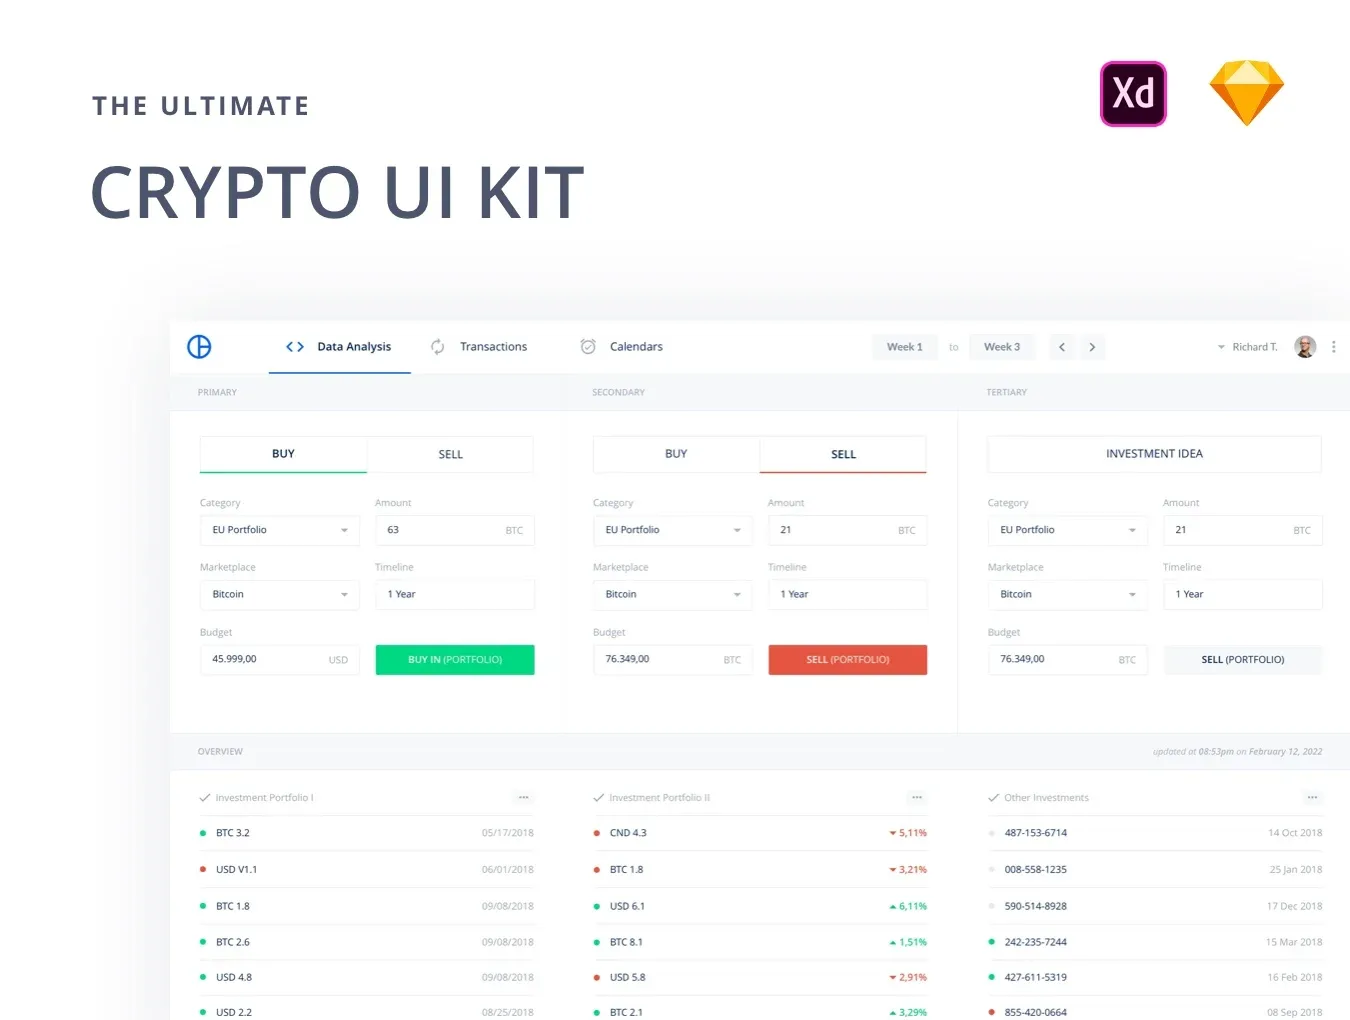 THE ULTIMATE
Xd
CRYPTO UI KIT
Data Analysis Transactions Calendars Week 1 to Week 3 Richard T.
PRIMARY SECONDARY TERTIARY
BUY SELL BUY SELL INVESTMENT IDEA
Category Amount Category Amount Category Amount
EU Portfolio 63 BTC EU Portfolio 21 BTC EU Portfolio 21 BTC
Marketplace Timeline Marketplace Timeline Marketplace Timeline
Bitcoin 1 Year Bitcoin 1 Year Bitcoin 1 Year
Budget Budget Budget
45.999,00 USD BUY IN (PORTFOLIO) 76.349,00 BTC SELL (PORTFOLIO) 76.349,00 BTC SELL (PORTFOLIO)
OVERVIEW updated at 08:53pm on February 12, 2022
Investment Portfolio I Investment Portfolio II Other Investments
BTC 3.2 05/17/2018 CND 4.3 5,11% 487-153-6714 14 Oct 2018
USD V1.1 06/01/2018 BTC 1.8 3,21% 008-558-1235 25 Jan 2018
BTC 1.8 09/08/2018 USD 6.1 6,11% 590-514-8928 17 Dec 2018
BTC 2.6 09/08/2018 BTC 8.1 1,51% 242-235-7244 15 Mar 2018
USD 4.8 09/08/2018 USD 5.8 2,91% 427-611-5319 16 Feb 2018
USD 2.2 08/25/2018 BTC 2.1 3,29% 855-420-0664 08 Sep 2018